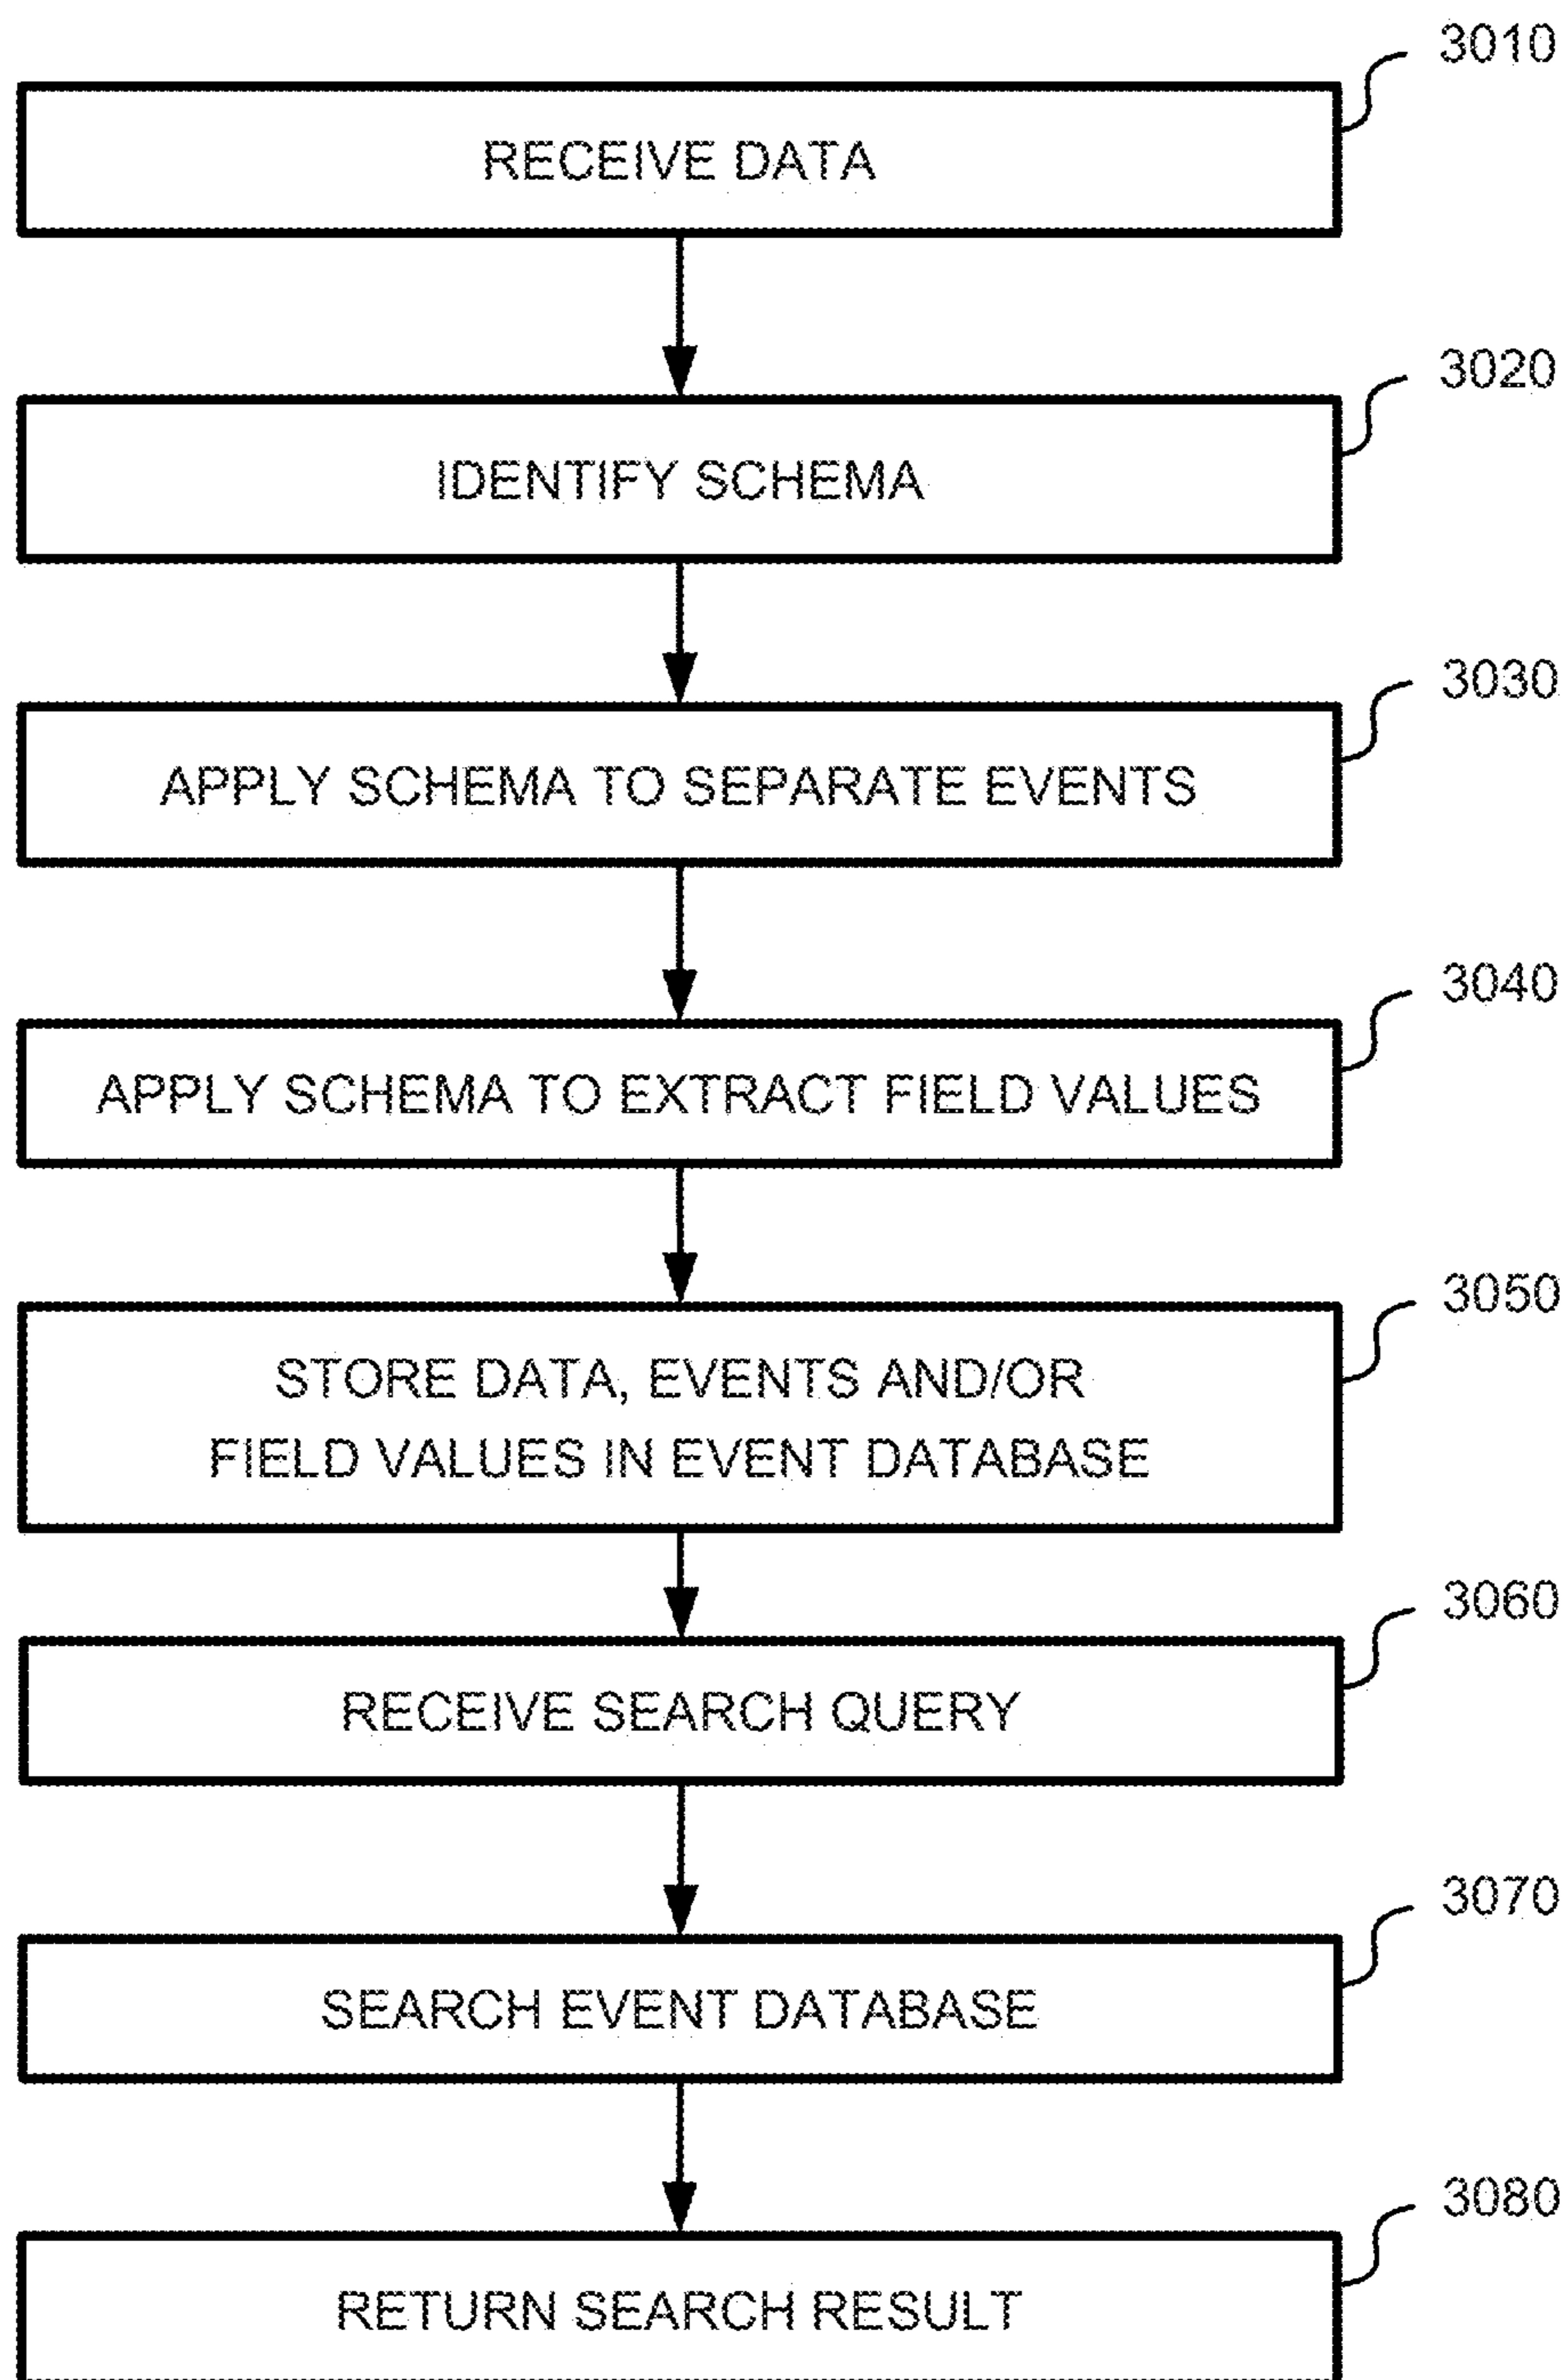 3010
RECEIVE DATA
3020
IDENTIFY SCHEMA
3030
APPLY SCHEMA TO SEPARATE EVENTS
3040
APPLY SCHEMA TO EXTRACT FIELD VALUES
3050
STORE DATA, EVENTS AND/OR
FIELD VALUES IN EVENT DATABASE
3060
RECEIVE SEARCH QUERY
3070
SEARCH EVENT DATABASE
3080
RETURN SEARCH RESULT